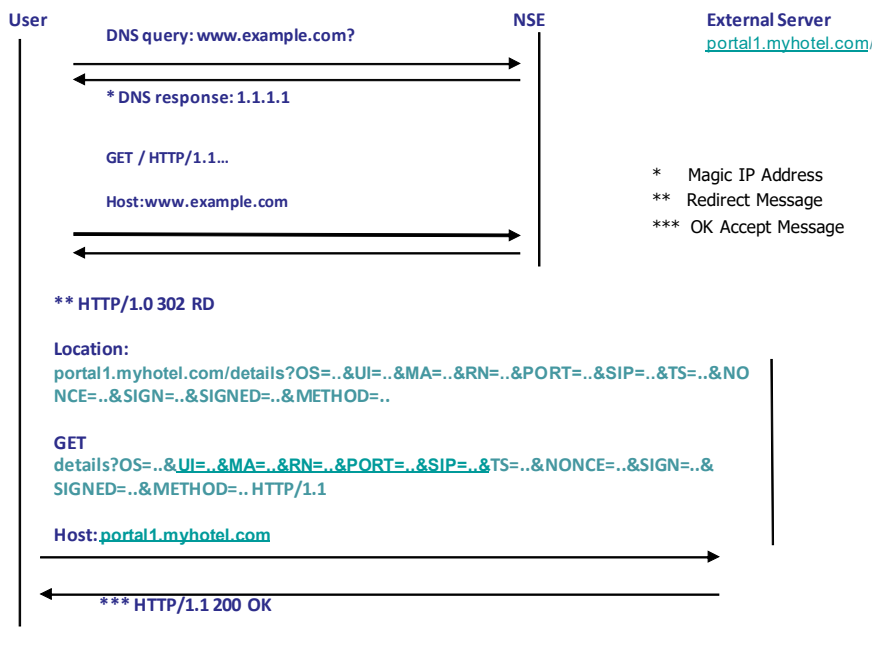 User
NSE
External Server
portal1.myhotel.com/
DNS query: www.example.com?
* DNS response: 1.1.1.1
GET / HTTP/1.1...
Host:www.example.com
* Magic IP Address
** Redirect Message
*** OK Accept Message
** HTTP/1.0 302 RD
Location:
portal1.myhotel.com/details?OS=..&UI=..&MA=..&RN=..&PORT=..&SIP=..&TS=..&NO
NCE=..&SIGN=..&SIGNED=..&METHOD=..
GET
details?OS=..&UI=..&MA=..&RN=..&PORT=..&SIP=..&TS=..&NONCE=..&SIGN=..&
SIGNED=..&METHOD=.. HTTP/1.1
Host: portal1.myhotel.com
*** HTTP/1.1 200 OK